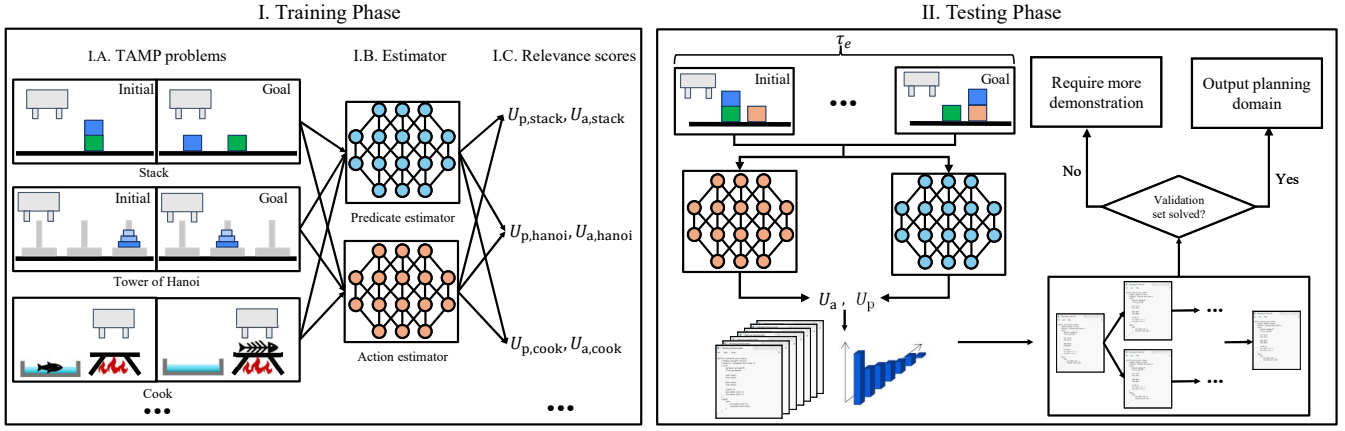 I. Training Phase
I.A. TAMP problems
I.B. Estimator
I.C. Relevance scores
Initial
Goal
Stack
Initial
Goal
Tower of Hanoi
Cook
•••
Predicate estimator
Action estimator
U_p,stack, U_a,stack
U_p,hanoi, U_a,hanoi
U_p,cook, U_a,cook
•••
II. Testing Phase
τ_e
Initial
•••
Goal
U_a , U_p
Require more
demonstration
Output planning
domain
No
Yes
Validation
set solved?
•••
•••